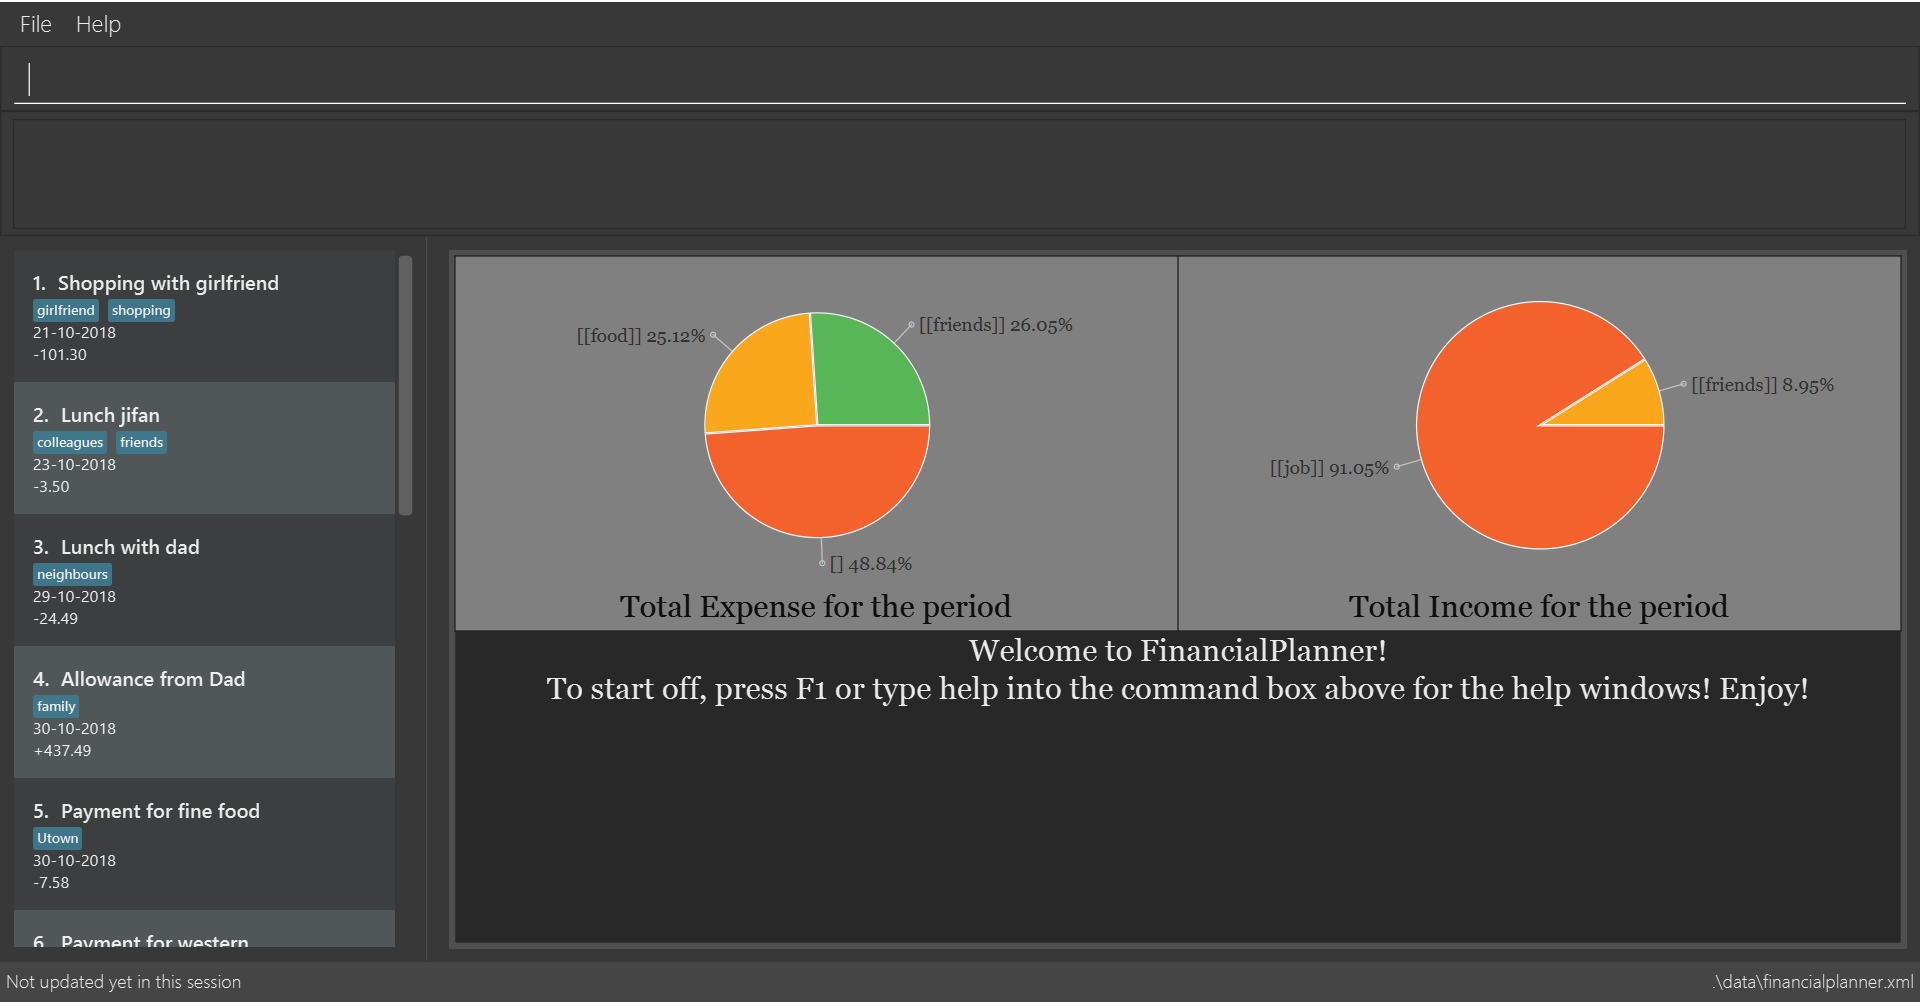 File Help
1. Shopping with girlfriend
girlfriend shopping
21-10-2018
-101.30
2. Lunch jifan
colleagues friends
23-10-2018
-3.50
3. Lunch with dad
neighbours
29-10-2018
-24.49
4. Allowance from Dad
family
30-10-2018
+437.49
5. Payment for fine food
Utown
30-10-2018
-7.58
6. Payment for western
[[food]] 25.12%
[[friends]] 26.05%
[] 48.84%
Total Expense for the period
[[friends]] 8.95%
[[job]] 91.05%
Total Income for the period
Welcome to FinancialPlanner!
To start off, press F1 or type help into the command box above for the help windows! Enjoy!
Not updated yet in this session
.\data\financialplanner.xml